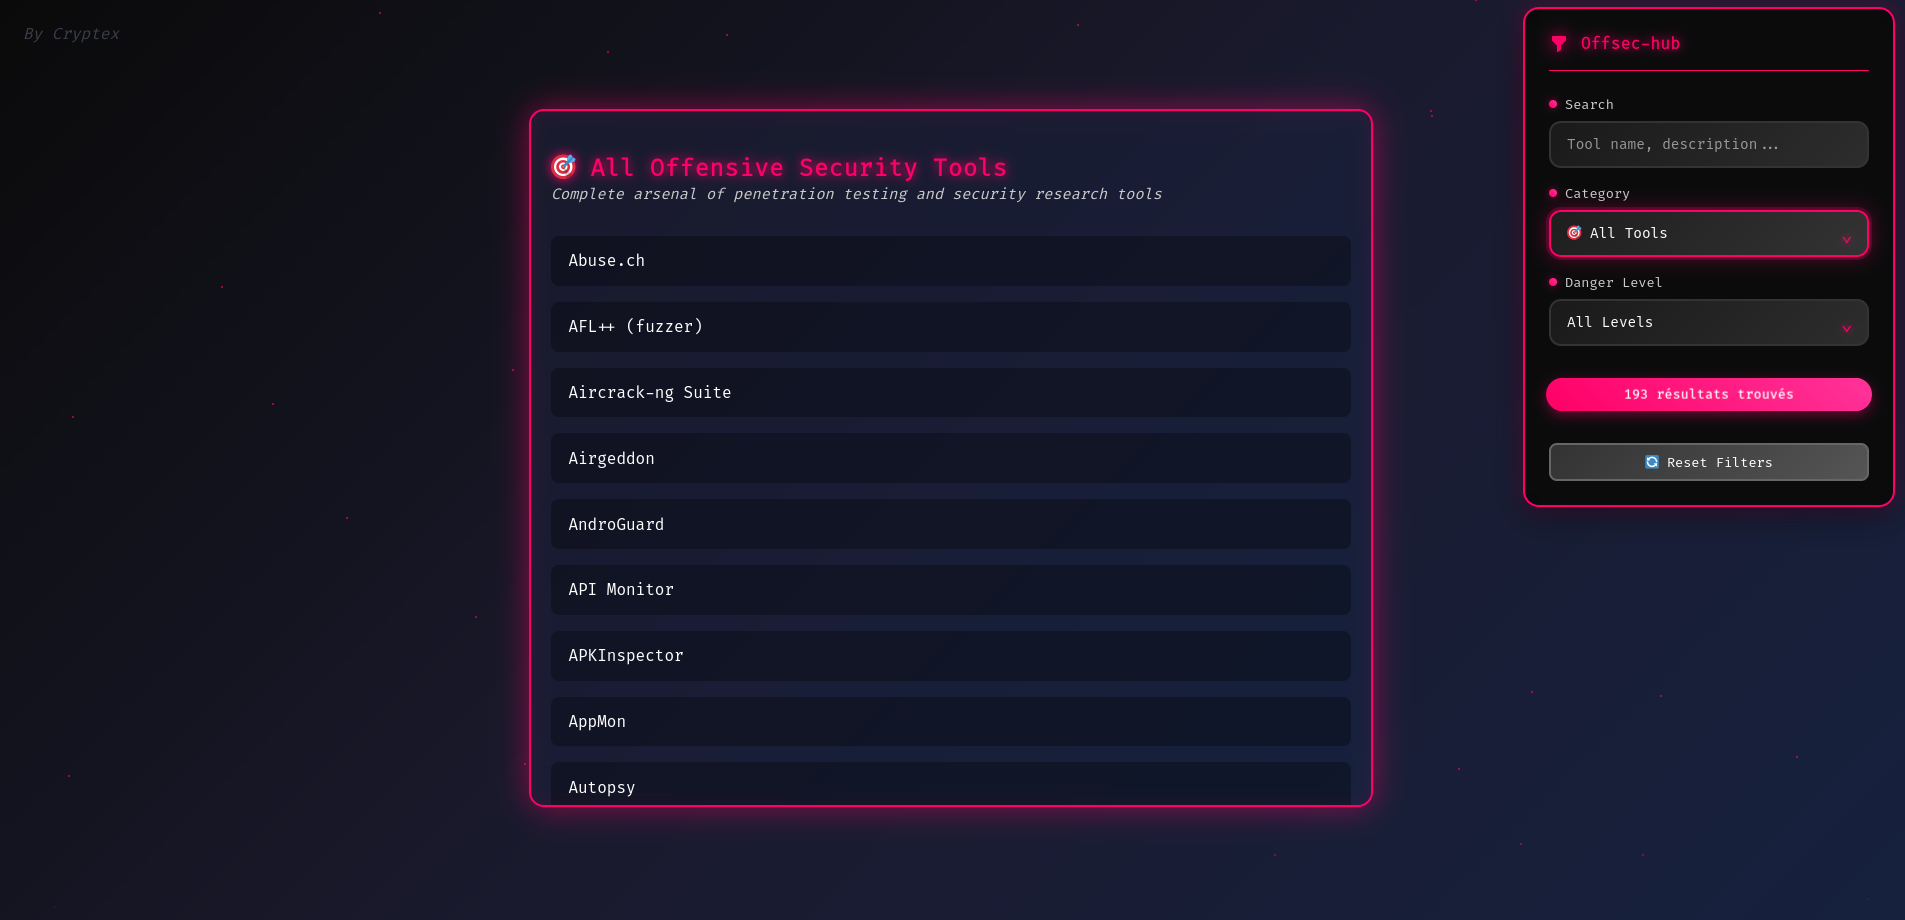 By Cryptex
🎯 All Offensive Security Tools
Complete arsenal of penetration testing and security research tools
Abuse.ch
AFL++ (fuzzer)
Aircrack-ng Suite
Airgeddon
AndroGuard
API Monitor
APKInspector
AppMon
Autopsy
Offsec-hub
Search
Tool name, description...
Category
🎯 All Tools
Danger Level
All Levels
193 résultats trouvés
🔄 Reset Filters